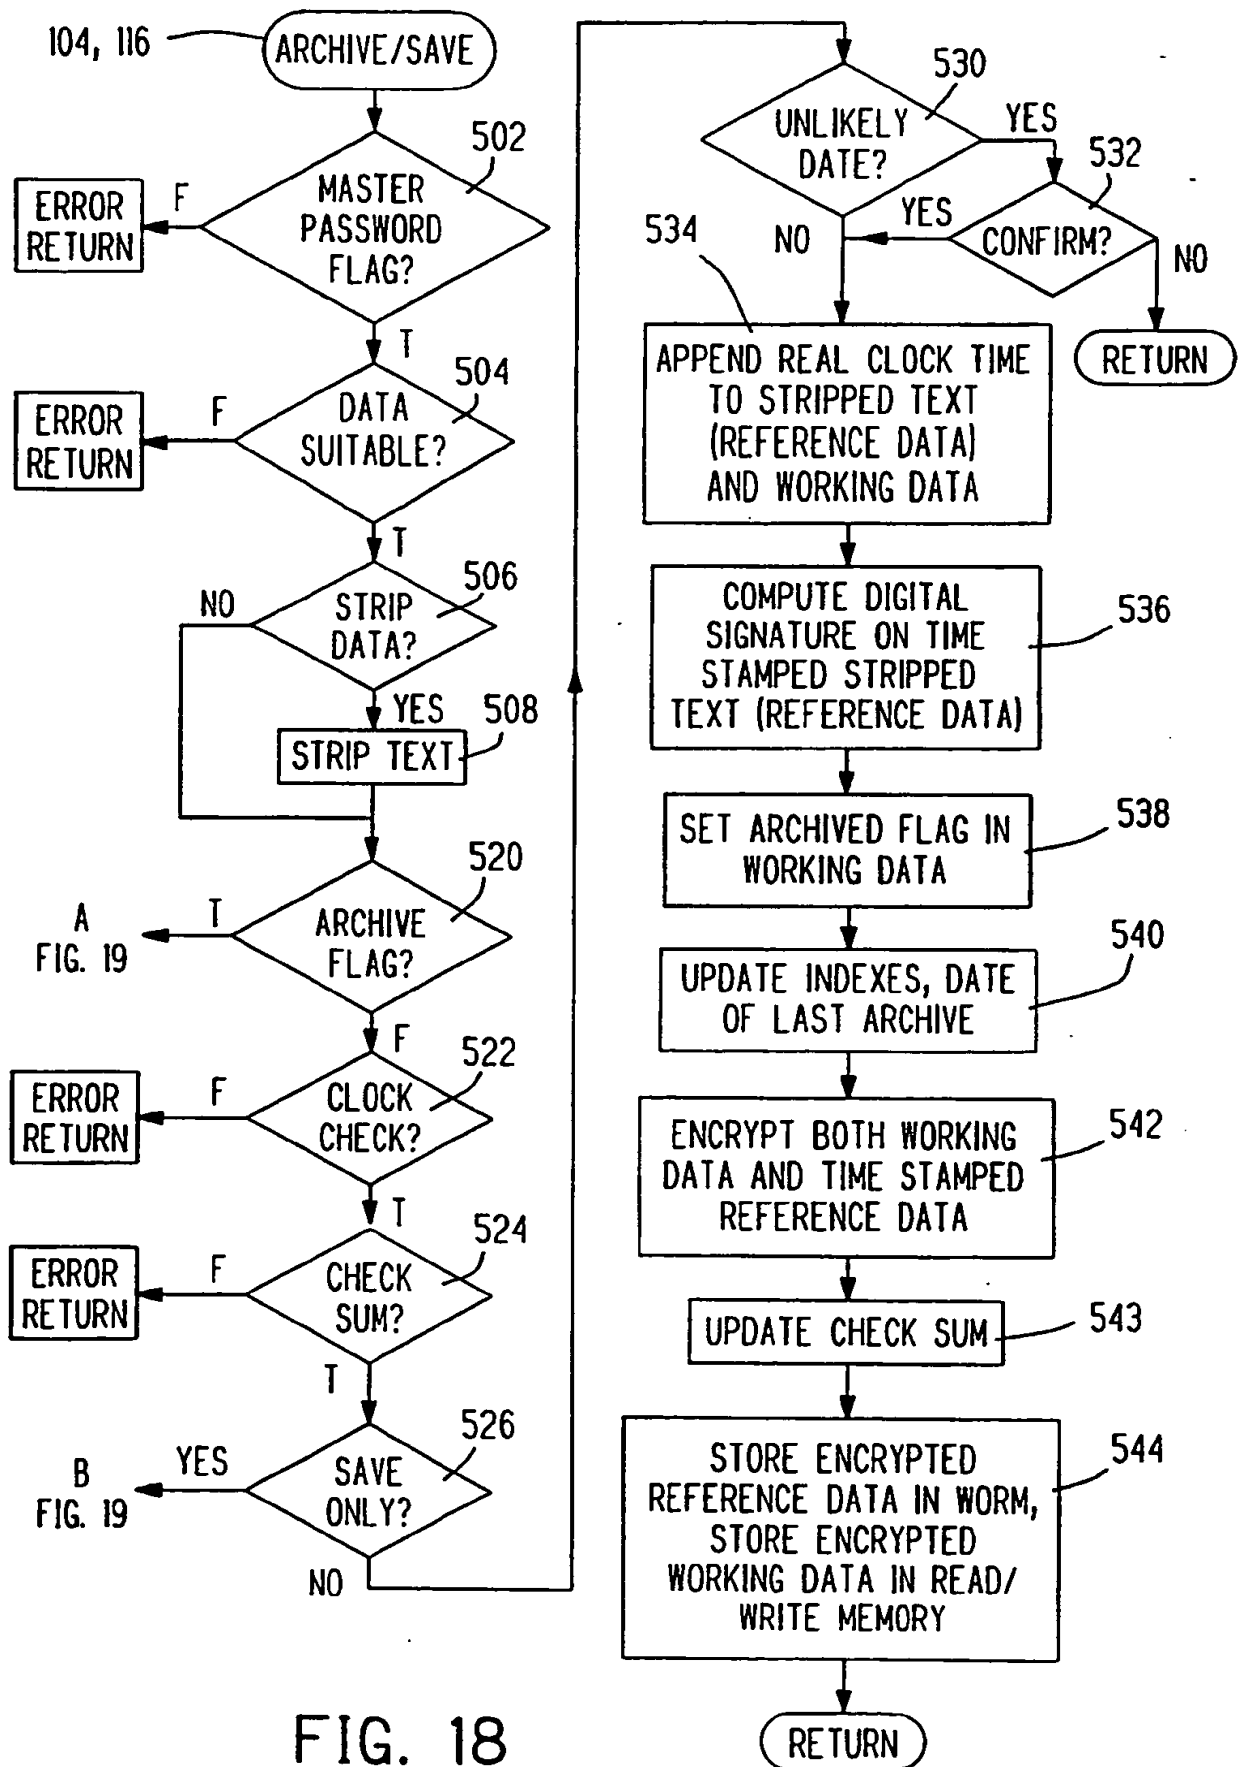 104, 116
ARCHIVE/SAVE
502
MASTER
PASSWORD
FLAG?
F
ERROR
RETURN
T
504
DATA
SUITABLE?
F
ERROR
RETURN
T
506
STRIP
DATA?
NO
YES
508
STRIP TEXT
520
ARCHIVE
FLAG?
T
A
FIG. 19
F
522
CLOCK
CHECK?
F
ERROR
RETURN
T
524
CHECK
SUM?
F
ERROR
RETURN
T
526
SAVE
ONLY?
YES
B
FIG. 19
NO
530
UNLIKELY
DATE?
YES
532
CONFIRM?
YES
NO
NO
RETURN
534
APPEND REAL CLOCK TIME
TO STRIPPED TEXT
(REFERENCE DATA)
AND WORKING DATA
COMPUTE DIGITAL
SIGNATURE ON TIME
STAMPED STRIPPED
TEXT (REFERENCE DATA)
536
SET ARCHIVED FLAG IN
WORKING DATA
538
UPDATE INDEXES, DATE
OF LAST ARCHIVE
540
ENCRYPT BOTH WORKING
DATA AND TIME STAMPED
REFERENCE DATA
542
UPDATE CHECK SUM
543
STORE ENCRYPTED
REFERENCE DATA IN WORM,
STORE ENCRYPTED
WORKING DATA IN READ/
WRITE MEMORY
544
RETURN
FIG. 18